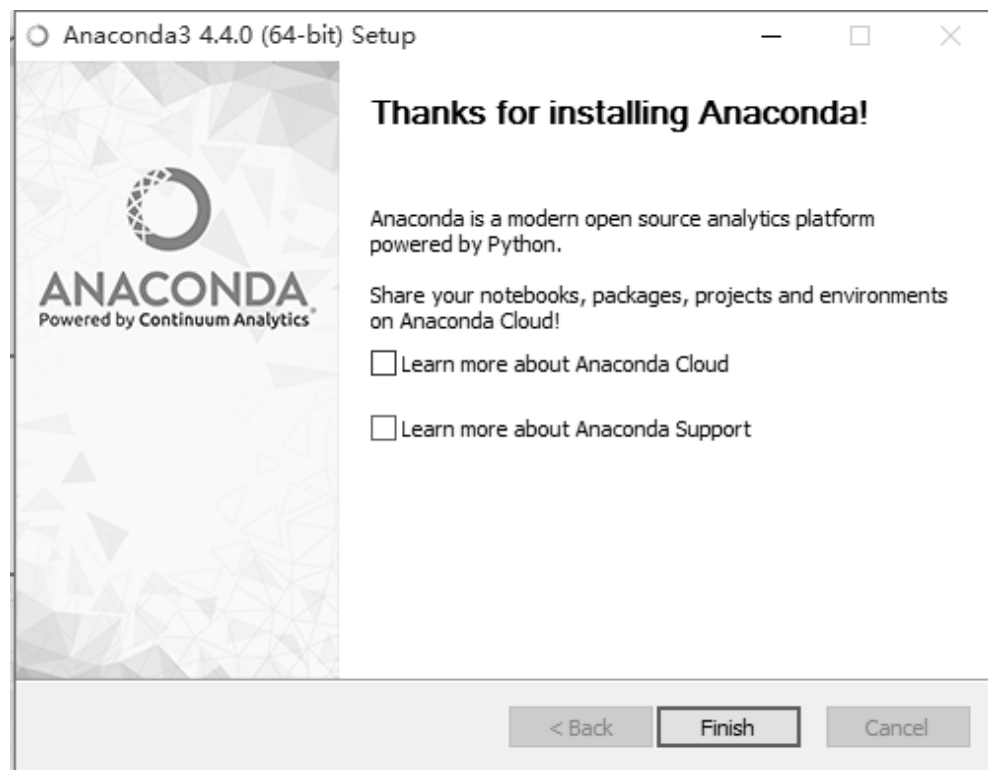 Anaconda3 4.4.0 (64-bit) Setup
Thanks for installing Anaconda!
ANACONDA
Powered by Continuum Analytics®
Anaconda is a modern open source analytics platform
powered by Python.
Share your notebooks, packages, projects and environments
on Anaconda Cloud!
Learn more about Anaconda Cloud
Learn more about Anaconda Support
< Back
Finish
Cancel